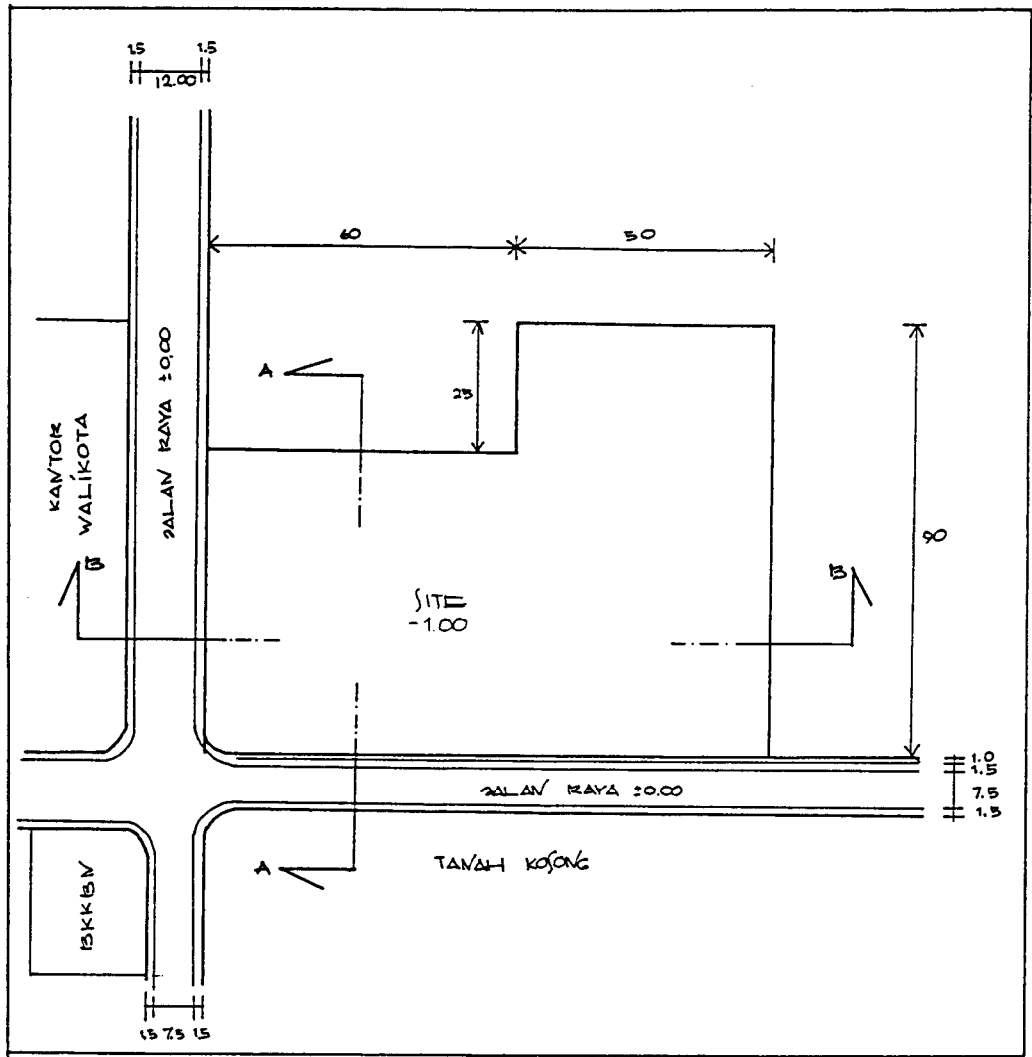 1.5 1.5
12.00
60 50
JALAN RAYA ±0,00
A
25
KANTOR
WALIKOTA
90
B B
SITE
-1.00
1.0
1.5
JALAN RAYA ±0.00 7.5
1.5
A TANAH KOSONG
BKKBN
1.5 7.5 1.5